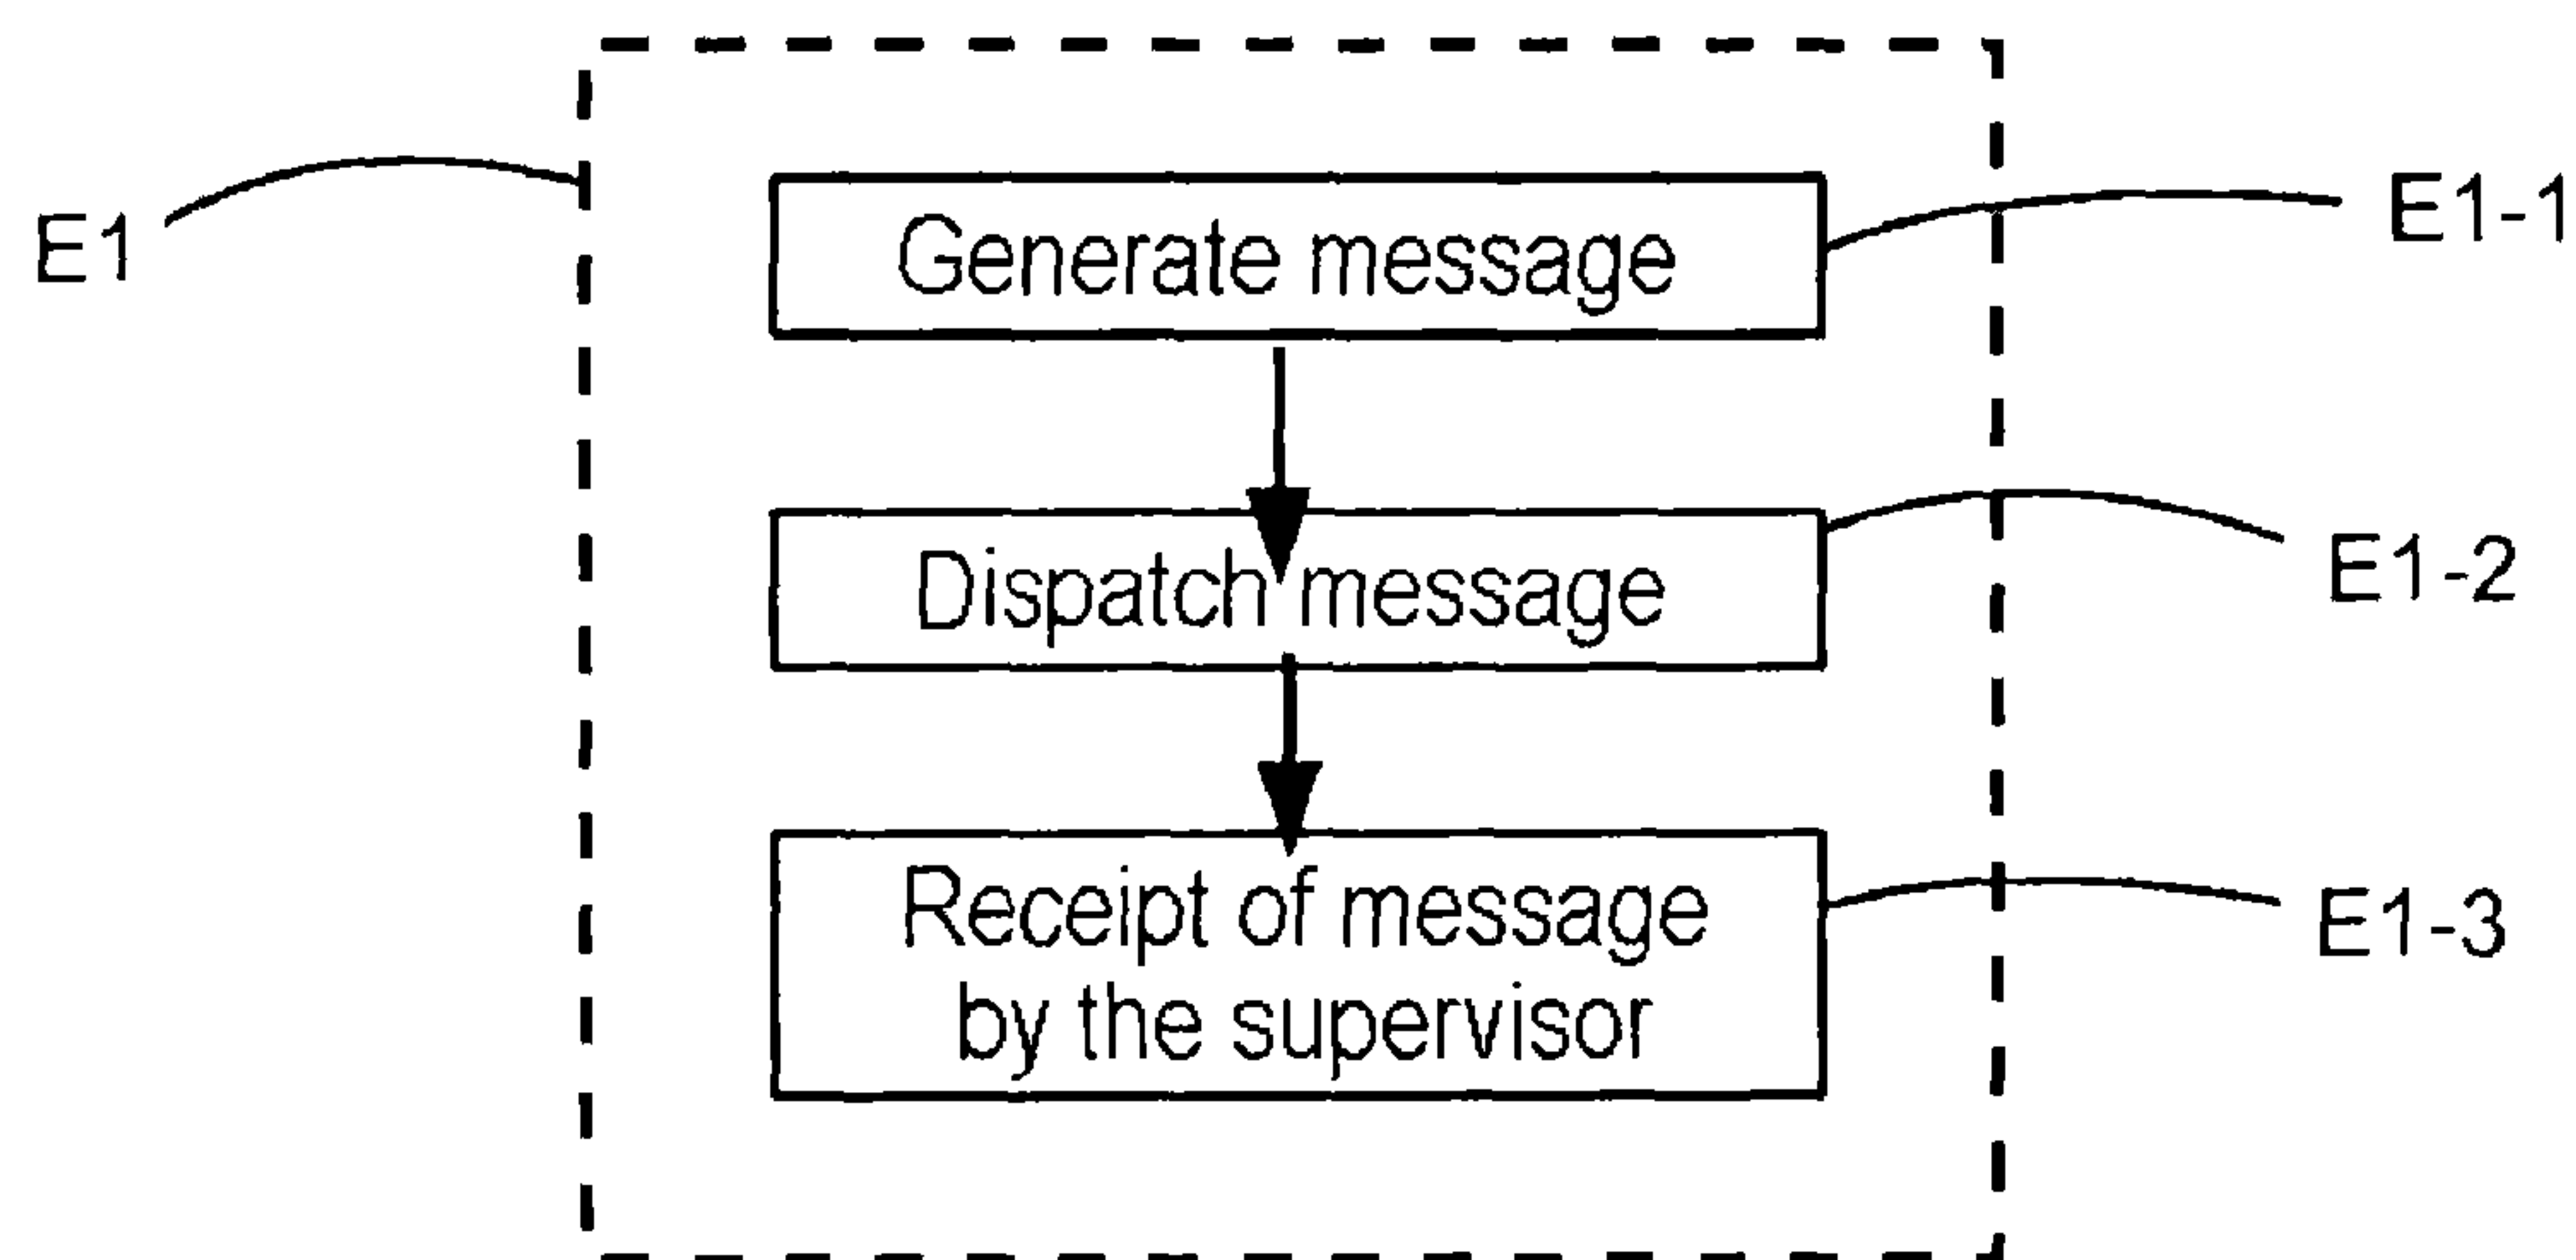 E1
Generate message
E1-1
Dispatch message
E1-2
Receipt of message
by the supervisor
E1-3